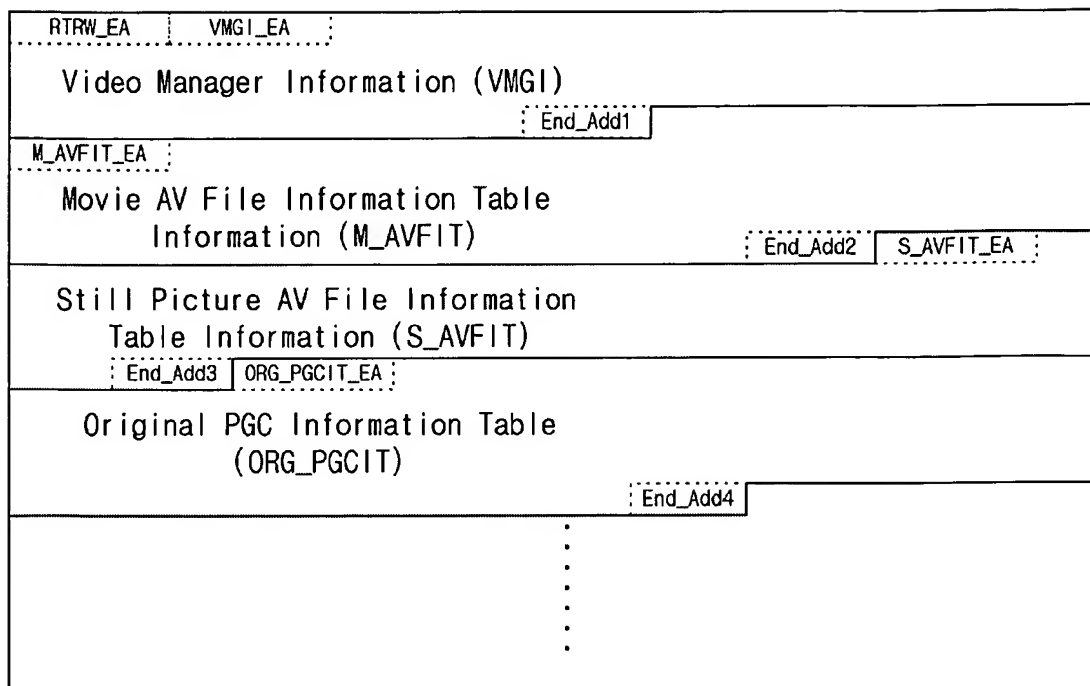 RTRW_EA VMGI_EA
Video Manager Information (VMGI)
End_Add1
M_AVFIT_EA
Movie AV File Information Table
Information (M_AVFIT)
End_Add2 S_AVFIT_EA
Still Picture AV File Information
Table Information (S_AVFIT)
End_Add3 ORG_PGCIT_EA
Original PGC Information Table
(ORG_PGCIT)
End_Add4